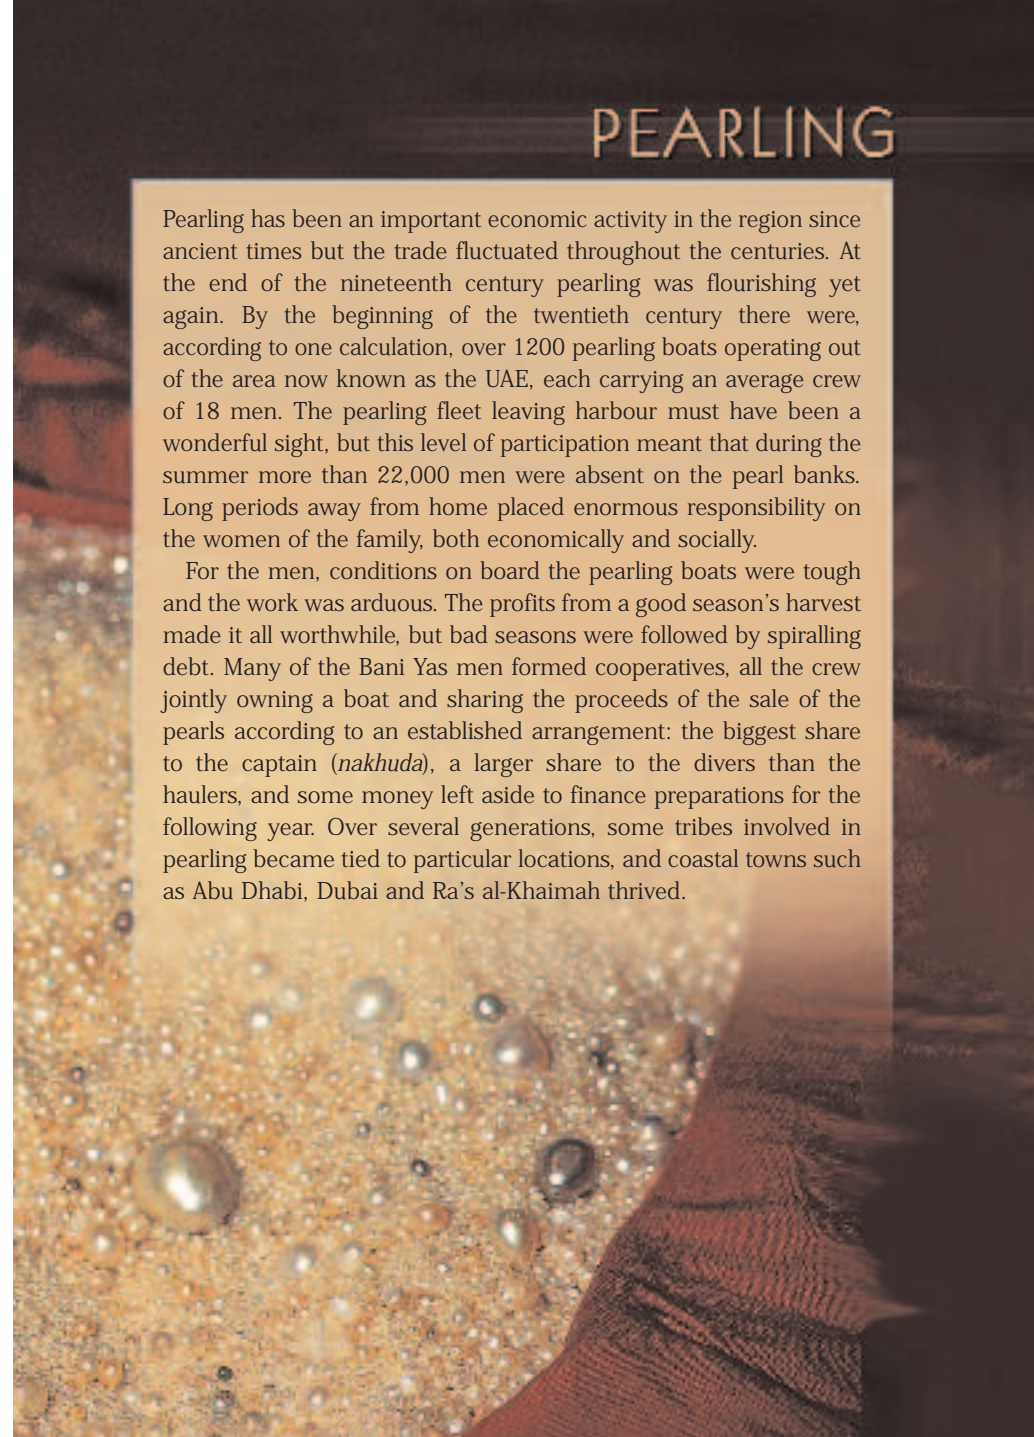 PEARLING
Pearling has been an important economic activity in the region since
ancient times but the trade fluctuated throughout the centuries. At
the end of the nineteenth century pearling was flourishing yet
again. By the beginning of the twentieth century there were,
according to one calculation, over 1200 pearling boats operating out
of the area now known as the UAE, each carrying an average crew
of 18 men. The pearling fleet leaving harbour must have been a
wonderful sight, but this level of participation meant that during the
summer more than 22,000 men were absent on the pearl banks.
Long periods away from home placed enormous responsibility on
the women of the family, both economically and socially.
For the men, conditions on board the pearling boats were tough
and the work was arduous. The profits from a good season's harvest
made it all worthwhile, but bad seasons were followed by spiralling
debt. Many of the Bani Yas men formed cooperatives, all the crew
jointly owning a boat and sharing the proceeds of the sale of the
pearls according to an established arrangement: the biggest share
to the captain (nakhuda), a larger share to the divers than the
haulers, and some money left aside to finance preparations for the
following year. Over several generations, some tribes involved in
pearling became tied to particular locations, and coastal towns such
as Abu Dhabi, Dubai and Ra's al-Khaimah thrived.